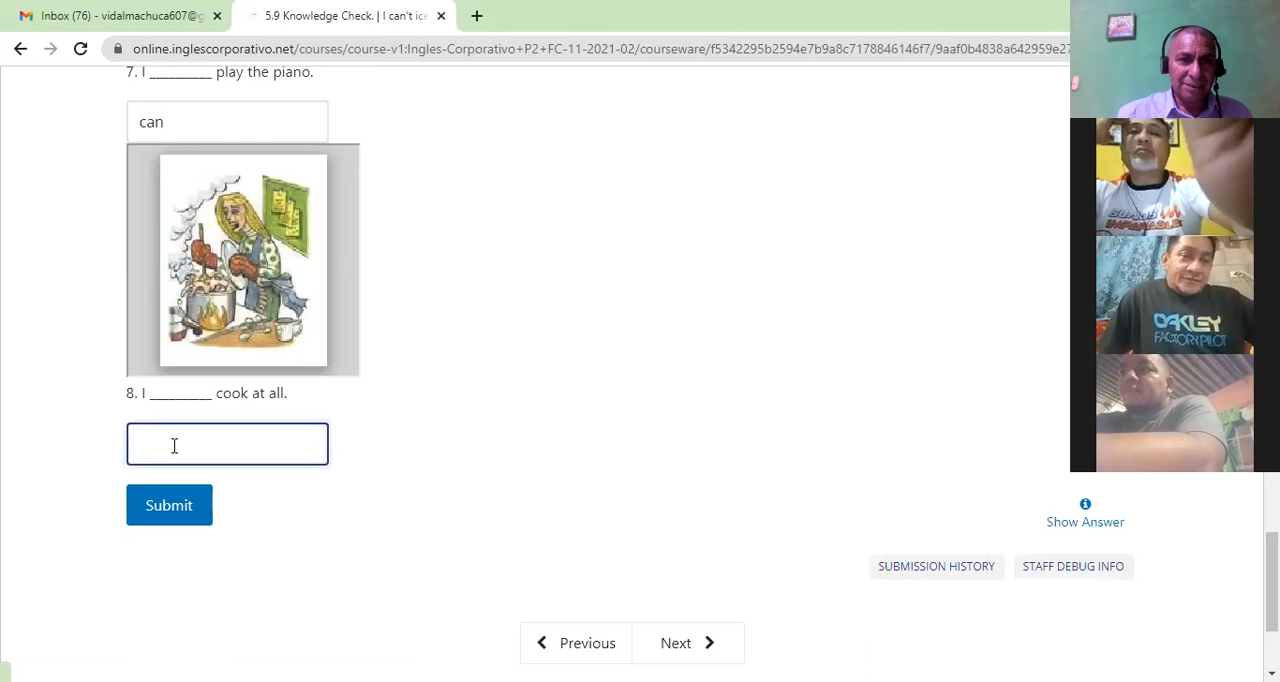 Inbox (76) - vidalmachuca607@g
5.9 Knowledge Check. | I can't ice
online.inglescorporativo.net/courses/course-v1:Ingles-Corporativo+P2+FC-11-2021-02/courseware/f5342295b2594e7b9a8c7178846146f7/9aaf0b4838a642959e27
7. I _________ play the piano.
can
8. I _________ cook at all.
Submit
Show Answer
SUBMISSION HISTORY
STAFF DEBUG INFO
Previous
Next
SOMOS
IMPARABLES
OAKLEY
FACTORY PILOT